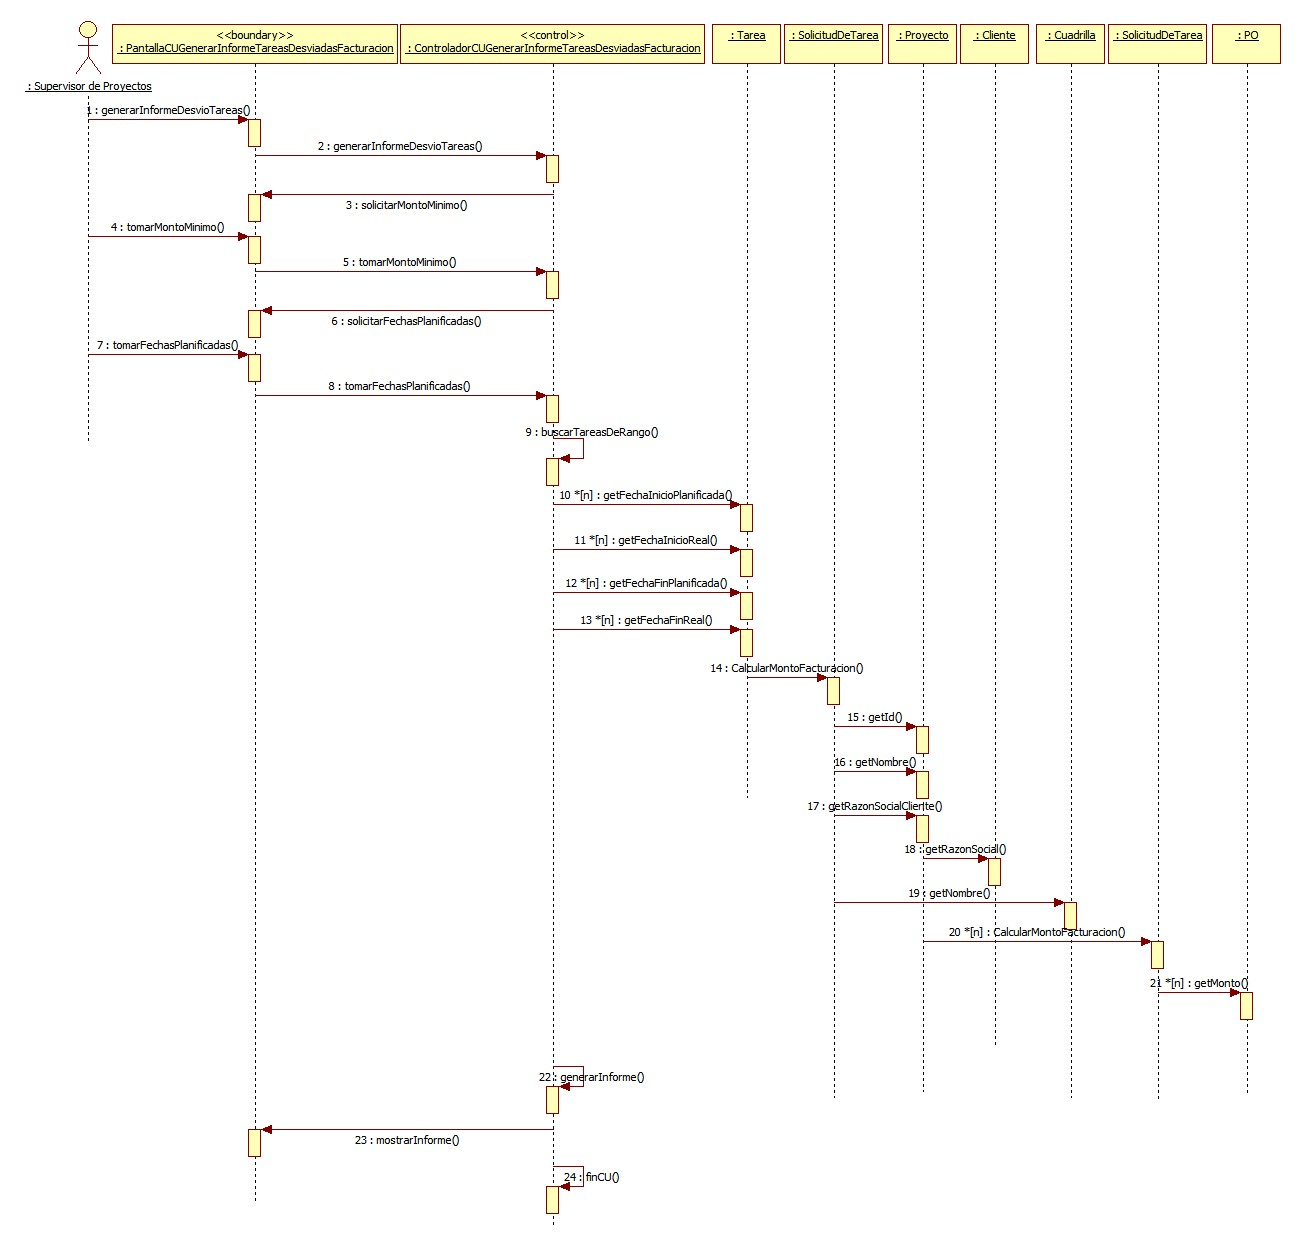 <<boundary>>
: PantallaCUGenerarInformeTareasDesviadasFacturacion
<<control>>
: ControladorCUGenerarInformeTareasDesviadasFacturacion
: Tarea
: SolicitudDeTarea
: Proyecto
: Cliente
: Cuadrilla
: SolicitudDeTarea
: PO
: Supervisor de Proyectos
1 : generarInformeDesvioTareas()
2 : generarInformeDesvioTareas()
3 : solicitarMontoMinimo()
4 : tomarMontoMinimo()
5 : tomarMontoMinimo()
6 : solicitarFechasPlanificadas()
7 : tomarFechasPlanificadas()
8 : tomarFechasPlanificadas()
9 : buscarTareasDeRango()
10 *[n] : getFechaInicioPlanificada()
11 *[n] : getFechaInicioReal()
12 *[n] : getFechaFinPlanificada()
13 *[n] : getFechaFinReal()
14 : CalcularMontoFacturacion()
15 : getId()
16 : getNombre()
17 : getRazonSocialCliente()
18 : getRazonSocial()
19 : getNombre()
20 *[n] : CalcularMontoFacturacion()
21 *[n] : getMonto()
22 : generarInforme()
23 : mostrarInforme()
24 : finCU()